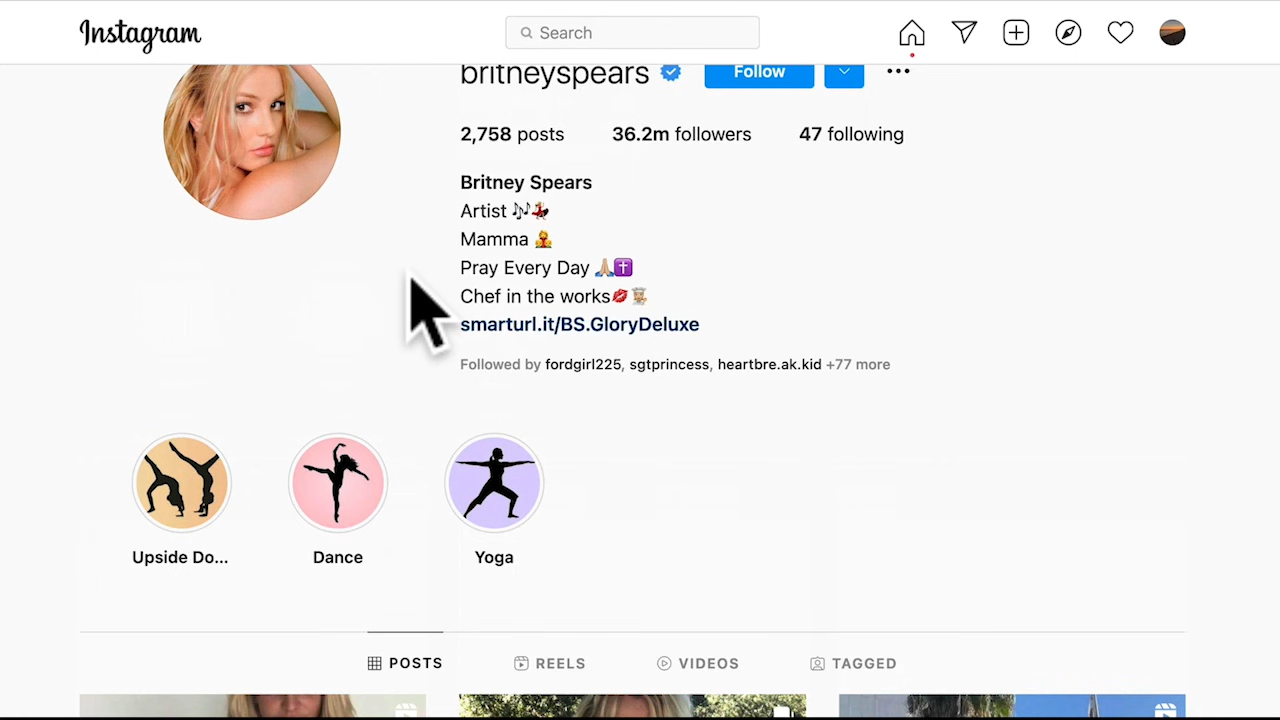 Instagram
Search
britneyspears
Follow
2,758 posts 36.2m followers 47 following
Britney Spears
Artist 🎶💃
Mamma 👩‍👦
Pray Every Day 🙏🏼✝️
Chef in the works💋👩🏼‍🍳
smarturl.it/BS.GloryDeluxe
Followed by fordgirl225, sgtprincess, heartbre.ak.kid +77 more
Upside Do... Dance Yoga
POSTS REELS VIDEOS TAGGED